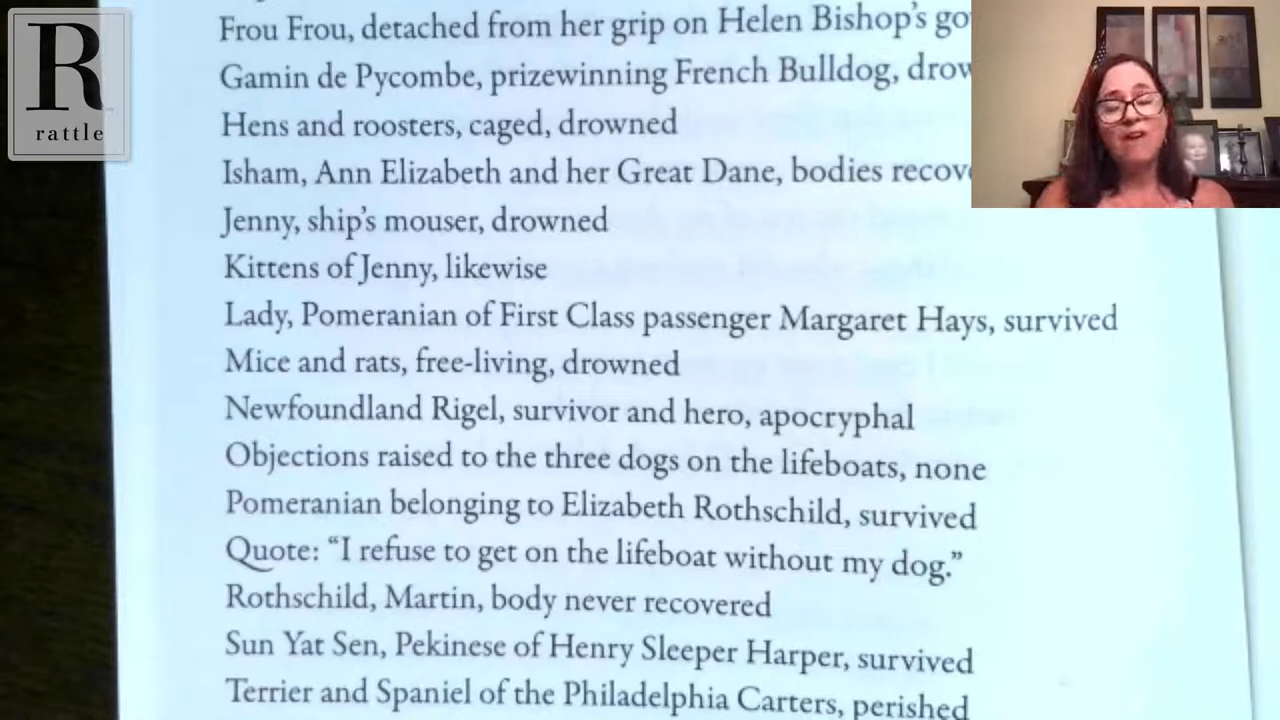 R
rattle
Frou Frou, detached from her grip on Helen Bishop's
Gamin de Pycombe, prizewinning French Bulldog,
Hens and roosters, caged, drowned
Isham, Ann Elizabeth and her Great Dane, bodies
Jenny, ship's mouser, drowned
Kittens of Jenny, likewise
Lady, Pomeranian of First Class passenger Margaret Hays, survived
Mice and rats, free-living, drowned
Newfoundland Rigel, survivor and hero, apocryphal
Objections raised to the three dogs on the lifeboats, none
Pomeranian belonging to Elizabeth Rothschild, survived
Quote: “I refuse to get on the lifeboat without my dog.”
Rothschild, Martin, body never recovered
Sun Yat Sen, Pekinese of Henry Sleeper Harper, survived
Terrier and Spaniel of the Philadelphia Carters, perished